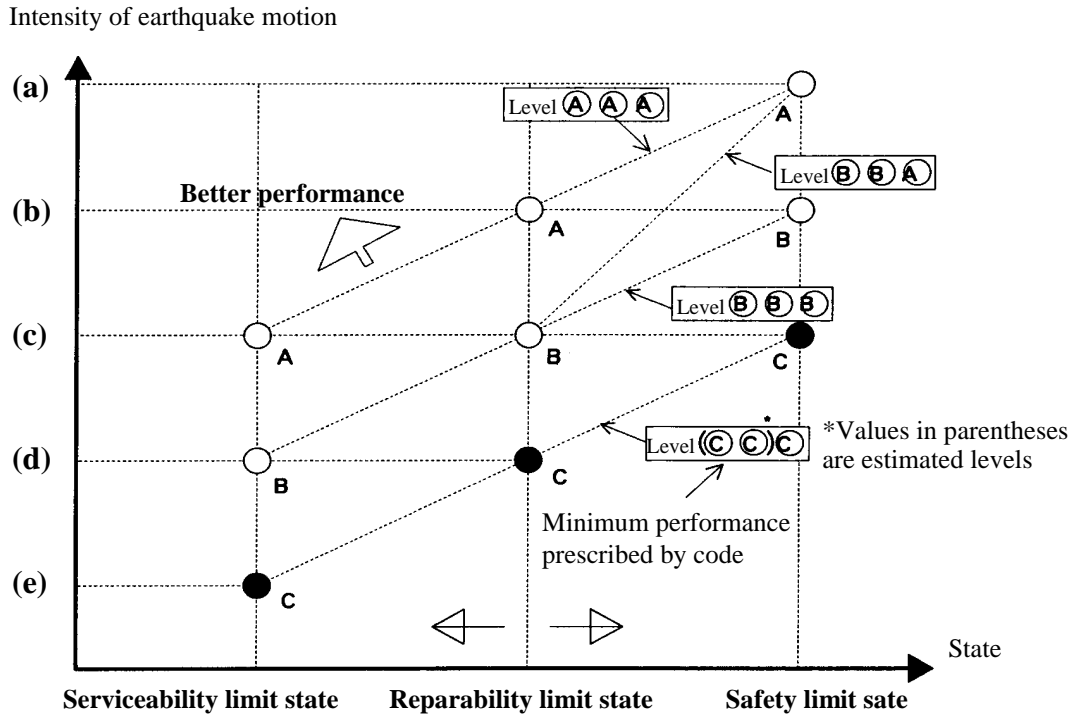 Intensity of earthquake motion
(a)
Level A A A
A
Level B B A
Better performance
(b)
A
B
Level B B B
(c)
A
B
C
*
Level (C C) C
*Values in parentheses
are estimated levels
(d)
B
C
Minimum performance
prescribed by code
(e)
C
State
Serviceability limit state
Reparability limit state
Safety limit sate